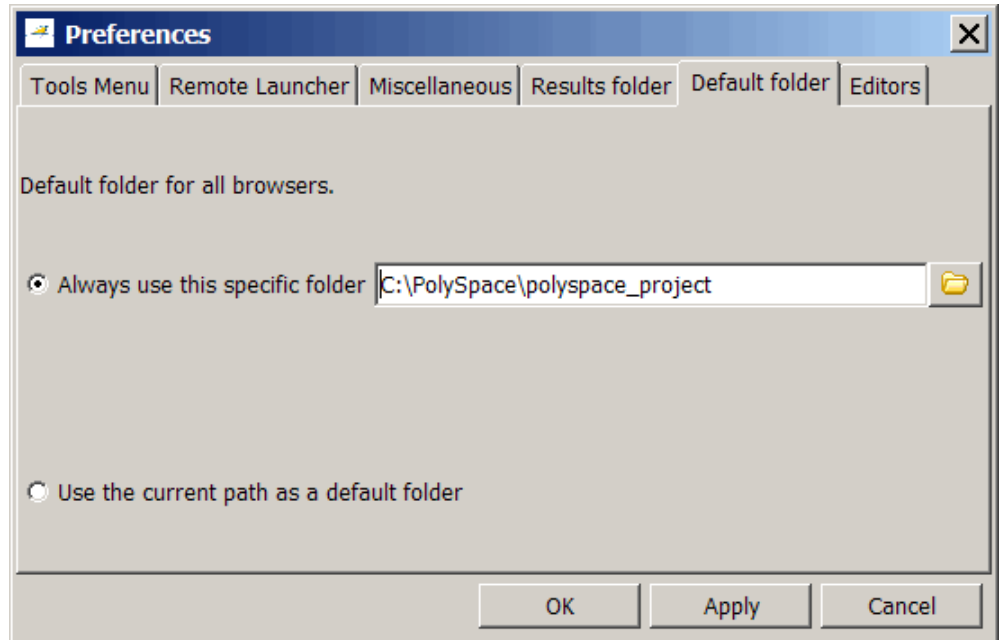 Preferences
Tools Menu Remote Launcher Miscellaneous Results folder Default folder Editors
Default folder for all browsers.
Always use this specific folder C:\PolySpace\polyspace_project
Use the current path as a default folder
OK Apply Cancel